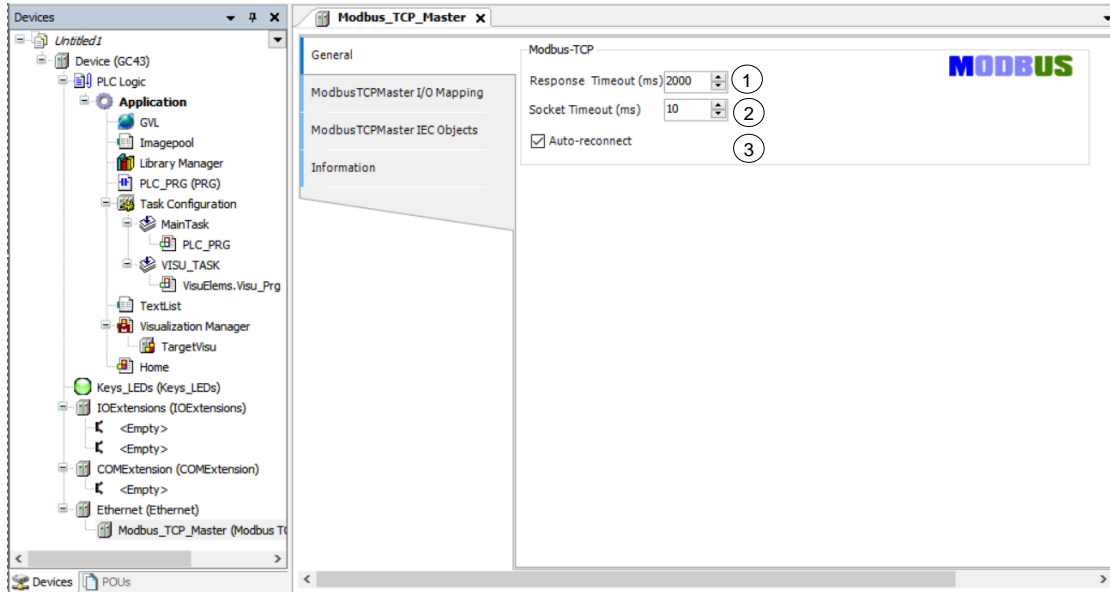 Devices
Untitled1
Device (GC43)
PLC Logic
Application
GVL
Imagepool
Library Manager
PLC_PRG (PRG)
Task Configuration
MainTask
PLC_PRG
VISU_TASK
VisuElems.Visu_Prg
TextList
Visualization Manager
TargetVisu
Home
Keys_LEDs (Keys_LEDs)
IOExtensions (IOExtensions)
<Empty>
<Empty>
COMExtension (COMExtension)
<Empty>
Ethernet (Ethernet)
Modbus_TCP_Master (Modbus T
Devices POUs
Modbus_TCP_Master
General
ModbusTCPMaster I/O Mapping
ModbusTCPMaster IEC Objects
Information
Modbus-TCP
MODBUS
Response Timeout (ms) 2000 1
Socket Timeout (ms) 10 2
Auto-reconnect 3